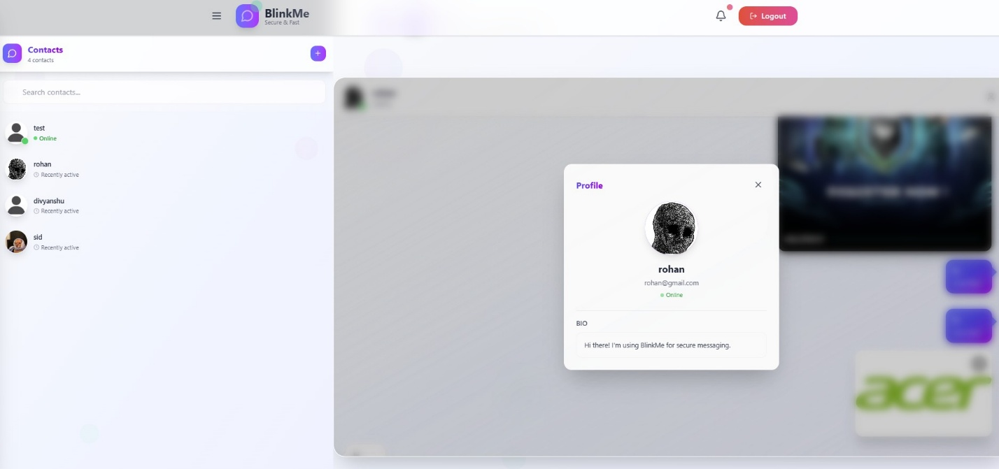 BlinkMe
Secure & Fast
Logout
Contacts
4 contacts
+
Search contacts...
test
Online
rohan
Recently active
divyanshu
Recently active
sid
Recently active
Profile
rohan
rohan@gmail.com
Online
BIO
Hi there! I'm using BlinkMe for secure messaging.
acer